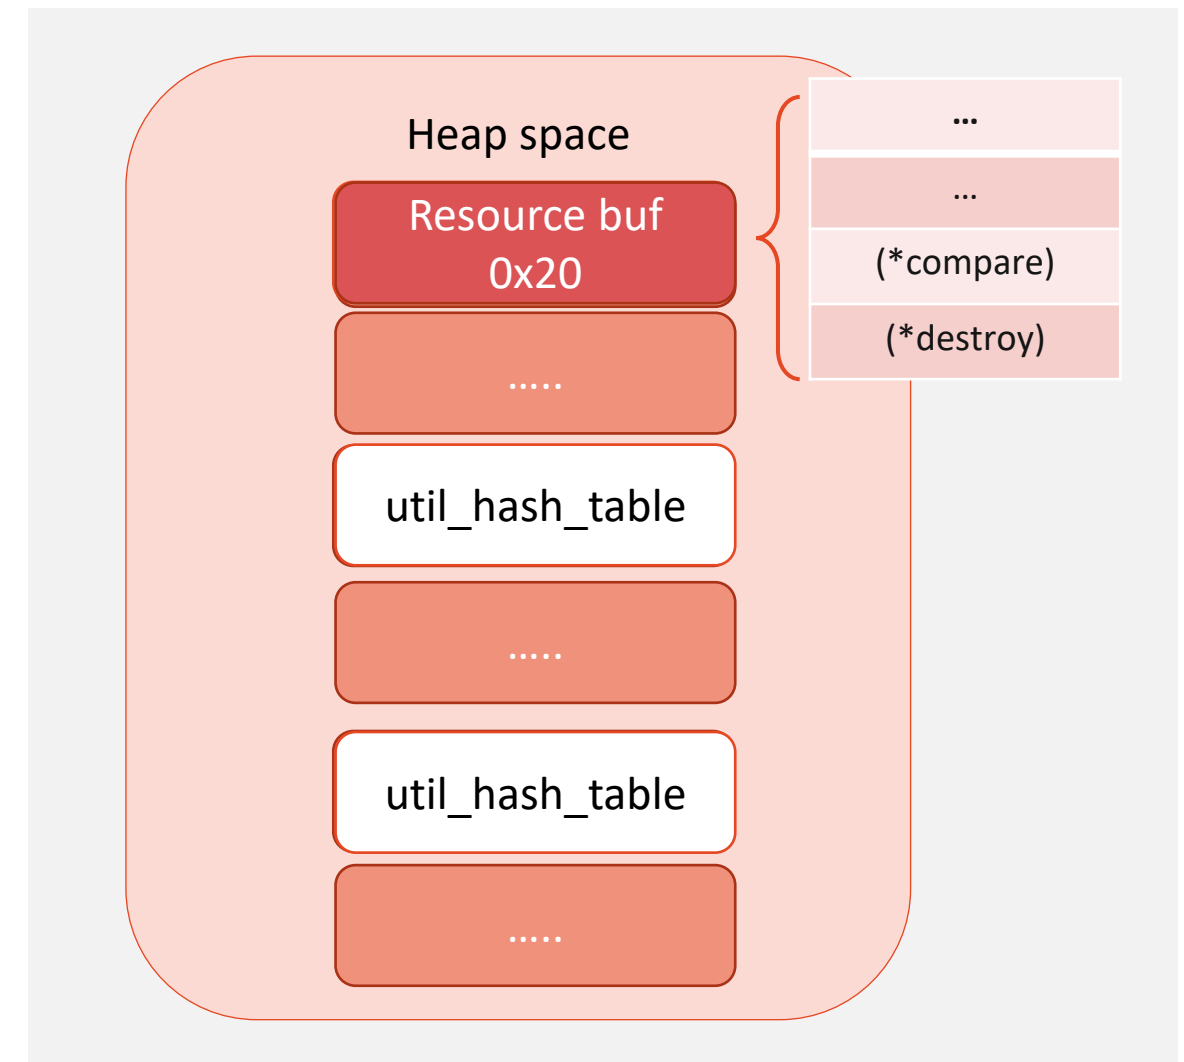 Heap space
Resource buf
0x20
…..
util_hash_table
…..
util_hash_table
…..
...
...
(*compare)
(*destroy)